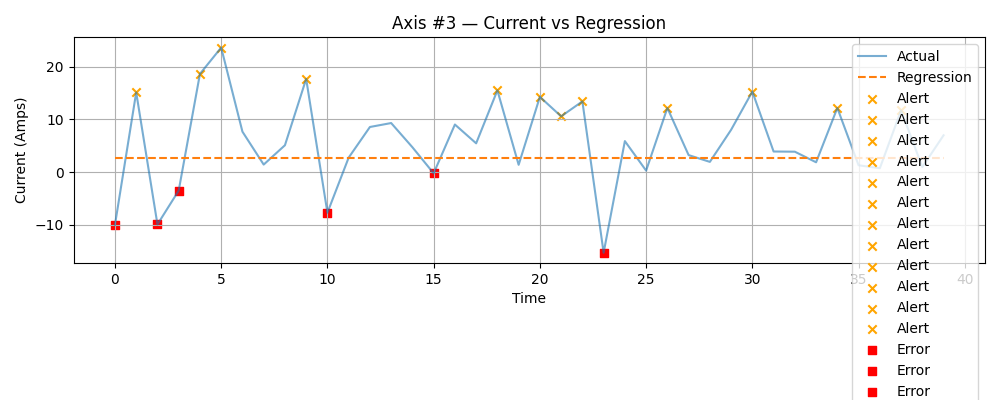 Axis #3 — Current vs Regression
Current (Amps)
20
10
0
−10
0
5
10
15
20
25
30
35
40
Time
Actual
Regression
Alert
Alert
Alert
Alert
Alert
Alert
Alert
Alert
Alert
Alert
Alert
Alert
Error
Error
Error